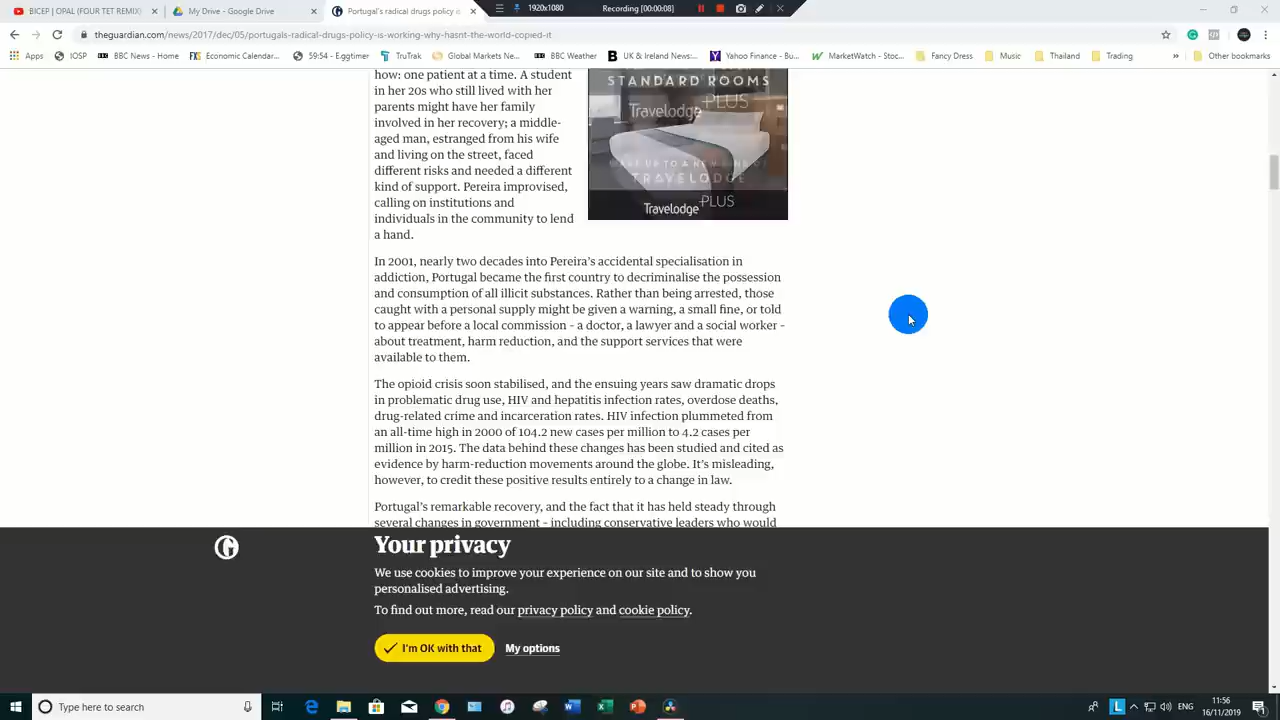 BICEP | OPAL (FOUR TET REMIX)
My Drive - Google Drive
Portugal's radical drugs policy is
1920x1080
Recording [00:00:08]
theguardian.com/news/2017/dec/05/portugals-radical-drugs-policy-is-working-why-hasnt-the-world-copied-it
Apps IOSP BBC News - Home Economic Calendar... 59:54 - Eggtimer TruTrak Global Markets Ne... BBC Weather UK & Ireland News:... Yahoo Finance - Bu... MarketWatch - Stoc... Fancy Dress Music Thailand Trading » Other bookmarks
how: one patient at a time. A student
in her 20s who still lived with her
parents might have her family
involved in her recovery; a middle-
aged man, estranged from his wife
and living on the street, faced
different risks and needed a different
kind of support. Pereira improvised,
calling on institutions and
individuals in the community to lend
a hand.
STANDARD ROOMS
Travelodge PLUS
TRAVELODGE
Travelodge PLUS
In 2001, nearly two decades into Pereira's accidental specialisation in
addiction, Portugal became the first country to decriminalise the possession
and consumption of all illicit substances. Rather than being arrested, those
caught with a personal supply might be given a warning, a small fine, or told
to appear before a local commission – a doctor, a lawyer and a social worker –
about treatment, harm reduction, and the support services that were
available to them.
The opioid crisis soon stabilised, and the ensuing years saw dramatic drops
in problematic drug use, HIV and hepatitis infection rates, overdose deaths,
drug-related crime and incarceration rates. HIV infection plummeted from
an all-time high in 2000 of 104.2 new cases per million to 4.2 cases per
million in 2015. The data behind these changes has been studied and cited as
evidence by harm-reduction movements around the globe. It's misleading,
however, to credit these positive results entirely to a change in law.
Portugal's remarkable recovery, and the fact that it has held steady through
several changes in government – including conservative leaders who would
Your privacy
We use cookies to improve your experience on our site and to show you
personalised advertising.
To find out more, read our privacy policy and cookie policy.
I'm OK with that
My options
Type here to search
ENG
11:56
16/11/2019